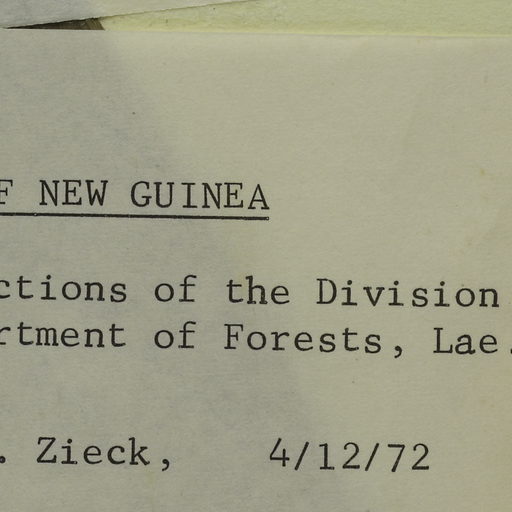 F NEW GUINEA
ctions of the Division
rtment of Forests, Lae.
. Zieck, 4/12/72